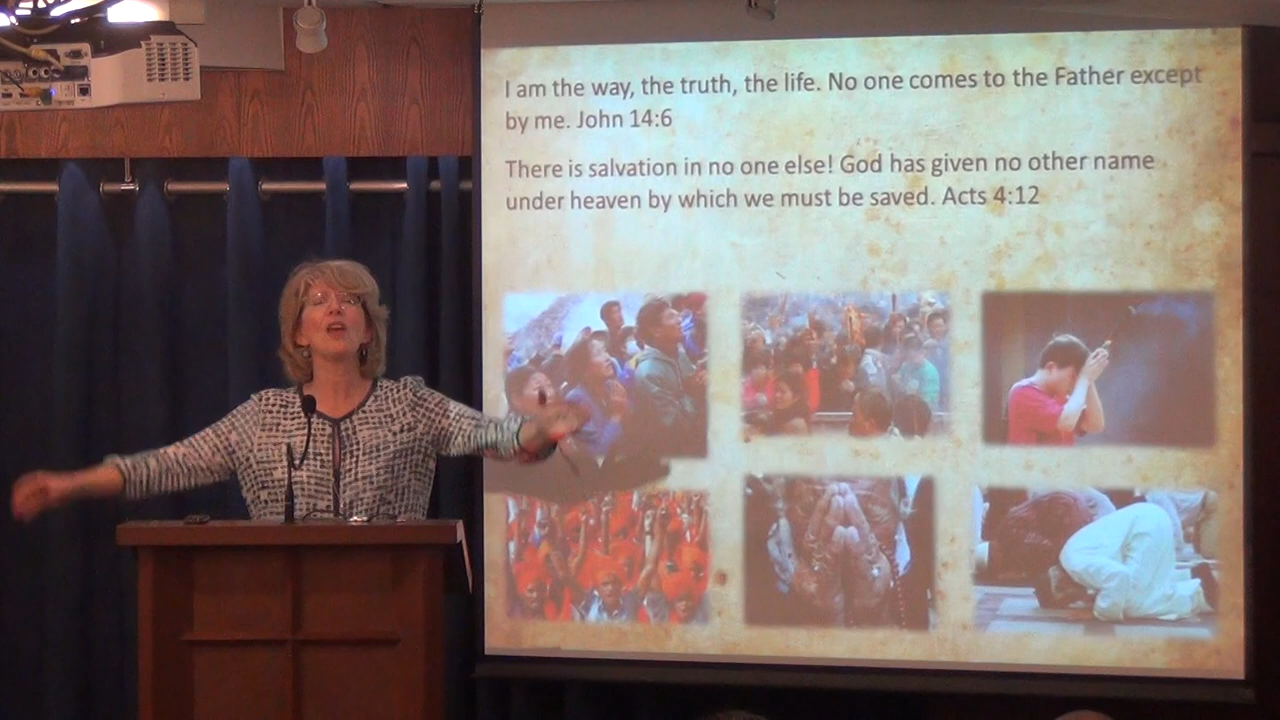 I am the way, the truth, the life. No one comes to the Father except
by me. John 14:6
There is salvation in no one else! God has given no other name
under heaven by which we must be saved. Acts 4:12